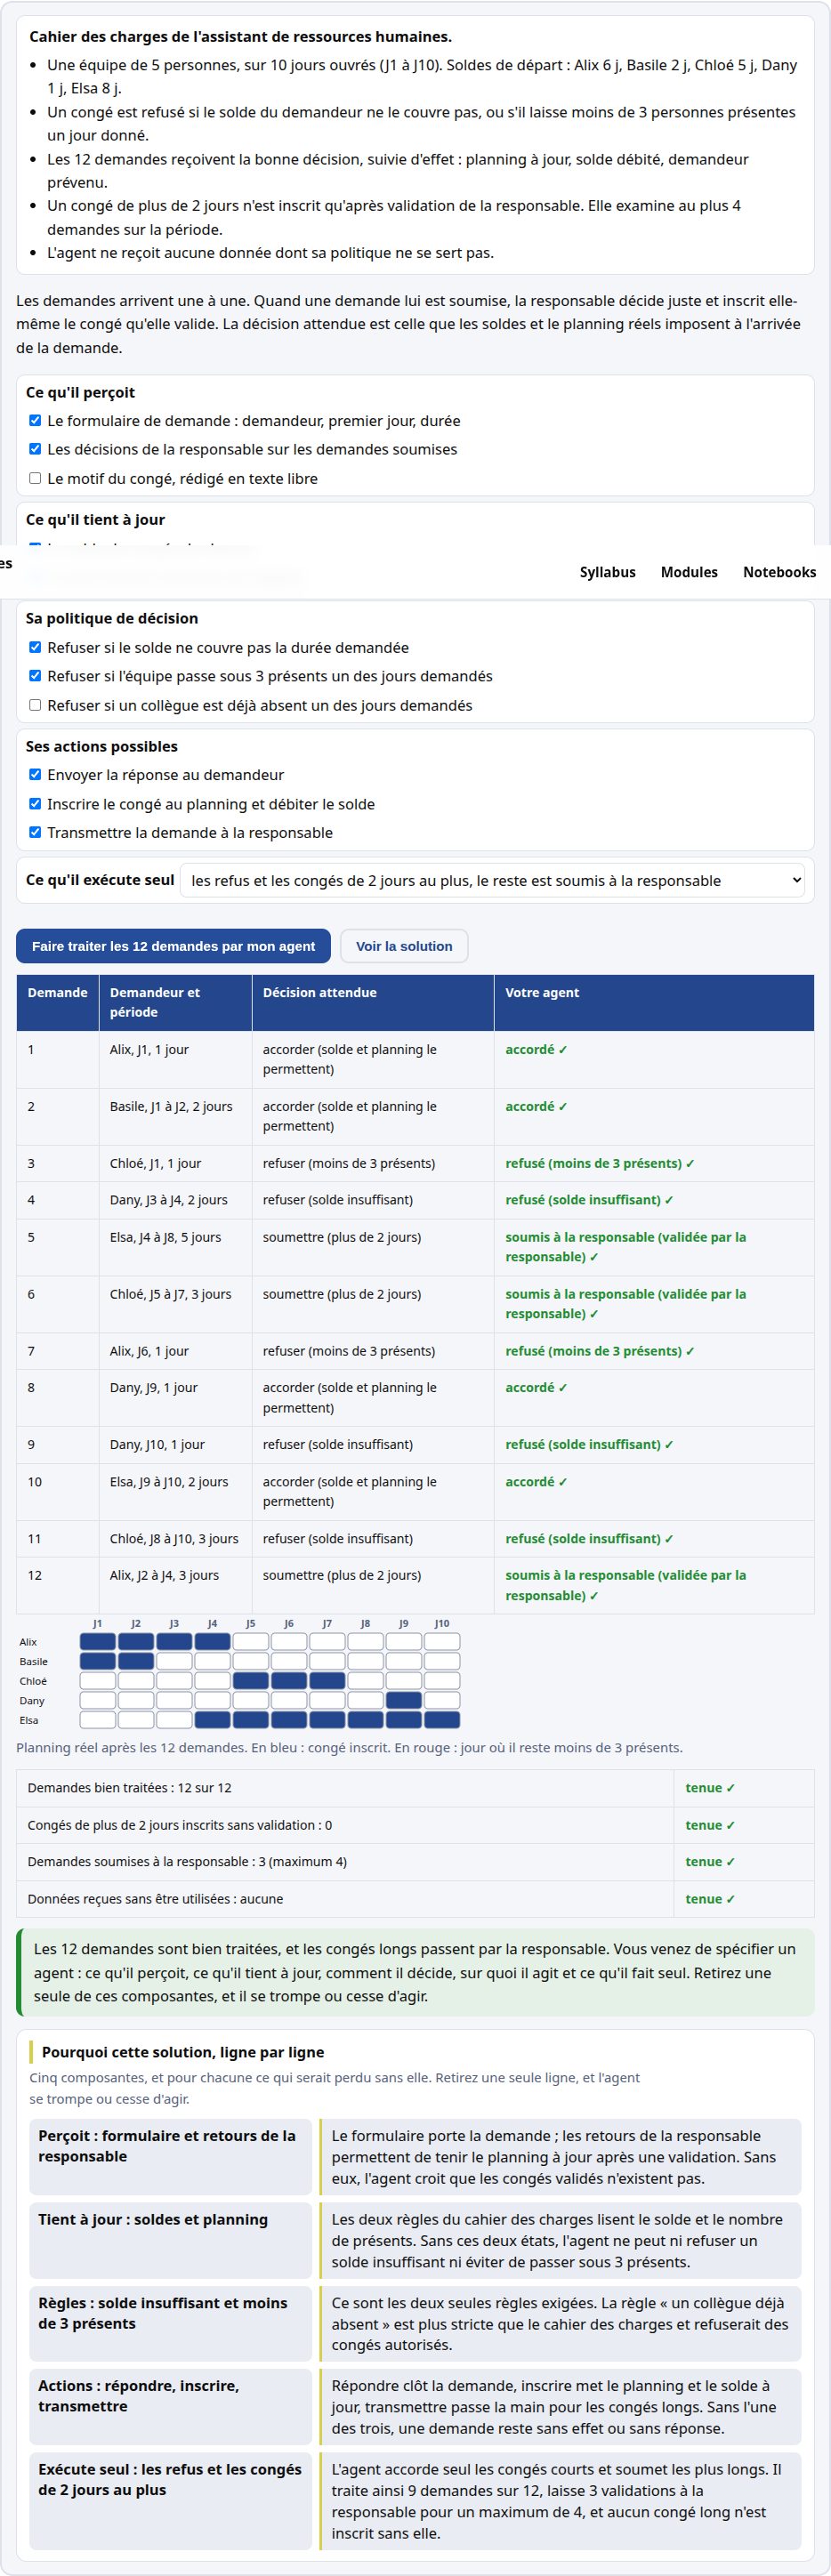 Cahier des charges de l'assistant de ressources humaines.
Une équipe de 5 personnes, sur 10 jours ouvrés (J1 à J10). Soldes de départ : Alix 6 j, Basile 2 j, Chloé 5 j, Dany
1 j, Elsa 8 j.
Un congé est refusé si le solde du demandeur ne le couvre pas, ou s'il laisse moins de 3 personnes présentes
un jour donné.
Les 12 demandes reçoivent la bonne décision, suivie d'effet : planning à jour, solde débité, demandeur
prévenu.
Un congé de plus de 2 jours n'est inscrit qu'après validation de la responsable. Elle examine au plus 4
demandes sur la période.
L'agent ne reçoit aucune donnée dont sa politique ne se sert pas.
Les demandes arrivent une à une. Quand une demande lui est soumise, la responsable décide juste et inscrit elle-
même le congé qu'elle valide. La décision attendue est celle que les soldes et le planning réels imposent à l'arrivée
de la demande.
Ce qu'il perçoit
Le formulaire de demande : demandeur, premier jour, durée
Les décisions de la responsable sur les demandes soumises
Le motif du congé, rédigé en texte libre
Ce qu'il tient à jour
es
Syllabus Modules Notebooks
Sa politique de décision
Refuser si le solde ne couvre pas la durée demandée
Refuser si l'équipe passe sous 3 présents un des jours demandés
Refuser si un collègue est déjà absent un des jours demandés
Ses actions possibles
Envoyer la réponse au demandeur
Inscrire le congé au planning et débiter le solde
Transmettre la demande à la responsable
Ce qu'il exécute seul les refus et les congés de 2 jours au plus, le reste est soumis à la responsable
Faire traiter les 12 demandes par mon agent Voir la solution
Demande Demandeur et période Décision attendue Votre agent
1 Alix, J1, 1 jour accorder (solde et planning le permettent) accordé ✓
2 Basile, J1 à J2, 2 jours accorder (solde et planning le permettent) accordé ✓
3 Chloé, J1, 1 jour refuser (moins de 3 présents) refusé (moins de 3 présents) ✓
4 Dany, J3 à J4, 2 jours refuser (solde insuffisant) refusé (solde insuffisant) ✓
5 Elsa, J4 à J8, 5 jours soumettre (plus de 2 jours) soumis à la responsable (validée par la responsable) ✓
6 Chloé, J5 à J7, 3 jours soumettre (plus de 2 jours) soumis à la responsable (validée par la responsable) ✓
7 Alix, J6, 1 jour refuser (moins de 3 présents) refusé (moins de 3 présents) ✓
8 Dany, J9, 1 jour accorder (solde et planning le permettent) accordé ✓
9 Dany, J10, 1 jour refuser (solde insuffisant) refusé (solde insuffisant) ✓
10 Elsa, J9 à J10, 2 jours accorder (solde et planning le permettent) accordé ✓
11 Chloé, J8 à J10, 3 jours refuser (solde insuffisant) refusé (solde insuffisant) ✓
12 Alix, J2 à J4, 3 jours soumettre (plus de 2 jours) soumis à la responsable (validée par la responsable) ✓
J1 J2 J3 J4 J5 J6 J7 J8 J9 J10
Alix
Basile
Chloé
Dany
Elsa
Planning réel après les 12 demandes. En bleu : congé inscrit. En rouge : jour où il reste moins de 3 présents.
Demandes bien traitées : 12 sur 12 tenue ✓
Congés de plus de 2 jours inscrits sans validation : 0 tenue ✓
Demandes soumises à la responsable : 3 (maximum 4) tenue ✓
Données reçues sans être utilisées : aucune tenue ✓
Les 12 demandes sont bien traitées, et les congés longs passent par la responsable. Vous venez de spécifier un
agent : ce qu'il perçoit, ce qu'il tient à jour, comment il décide, sur quoi il agit et ce qu'il fait seul. Retirez une
seule de ces composantes, et il se trompe ou cesse d'agir.
Pourquoi cette solution, ligne par ligne
Cinq composantes, et pour chacune ce qui serait perdu sans elle. Retirez une seule ligne, et l'agent
se trompe ou cesse d'agir.
Perçoit : formulaire et retours de la
responsable
Le formulaire porte la demande ; les retours de la responsable
permettent de tenir le planning à jour après une validation. Sans
eux, l'agent croit que les congés validés n'existent pas.
Tient à jour : soldes et planning
Les deux règles du cahier des charges lisent le solde et le nombre
de présents. Sans ces deux états, l'agent ne peut ni refuser un
solde insuffisant ni éviter de passer sous 3 présents.
Règles : solde insuffisant et moins
de 3 présents
Ce sont les deux seules règles exigées. La règle « un collègue déjà
absent » est plus stricte que le cahier des charges et refuserait des
congés autorisés.
Actions : répondre, inscrire,
transmettre
Répondre clôt la demande, inscrire met le planning et le solde à
jour, transmettre passe la main pour les congés longs. Sans l'une
des trois, une demande reste sans effet ou sans réponse.
Exécute seul : les refus et les congés
de 2 jours au plus
L'agent accorde seul les congés courts et soumet les plus longs. Il
traite ainsi 9 demandes sur 12, laisse 3 validations à la
responsable pour un maximum de 4, et aucun congé long n'est
inscrit sans elle.